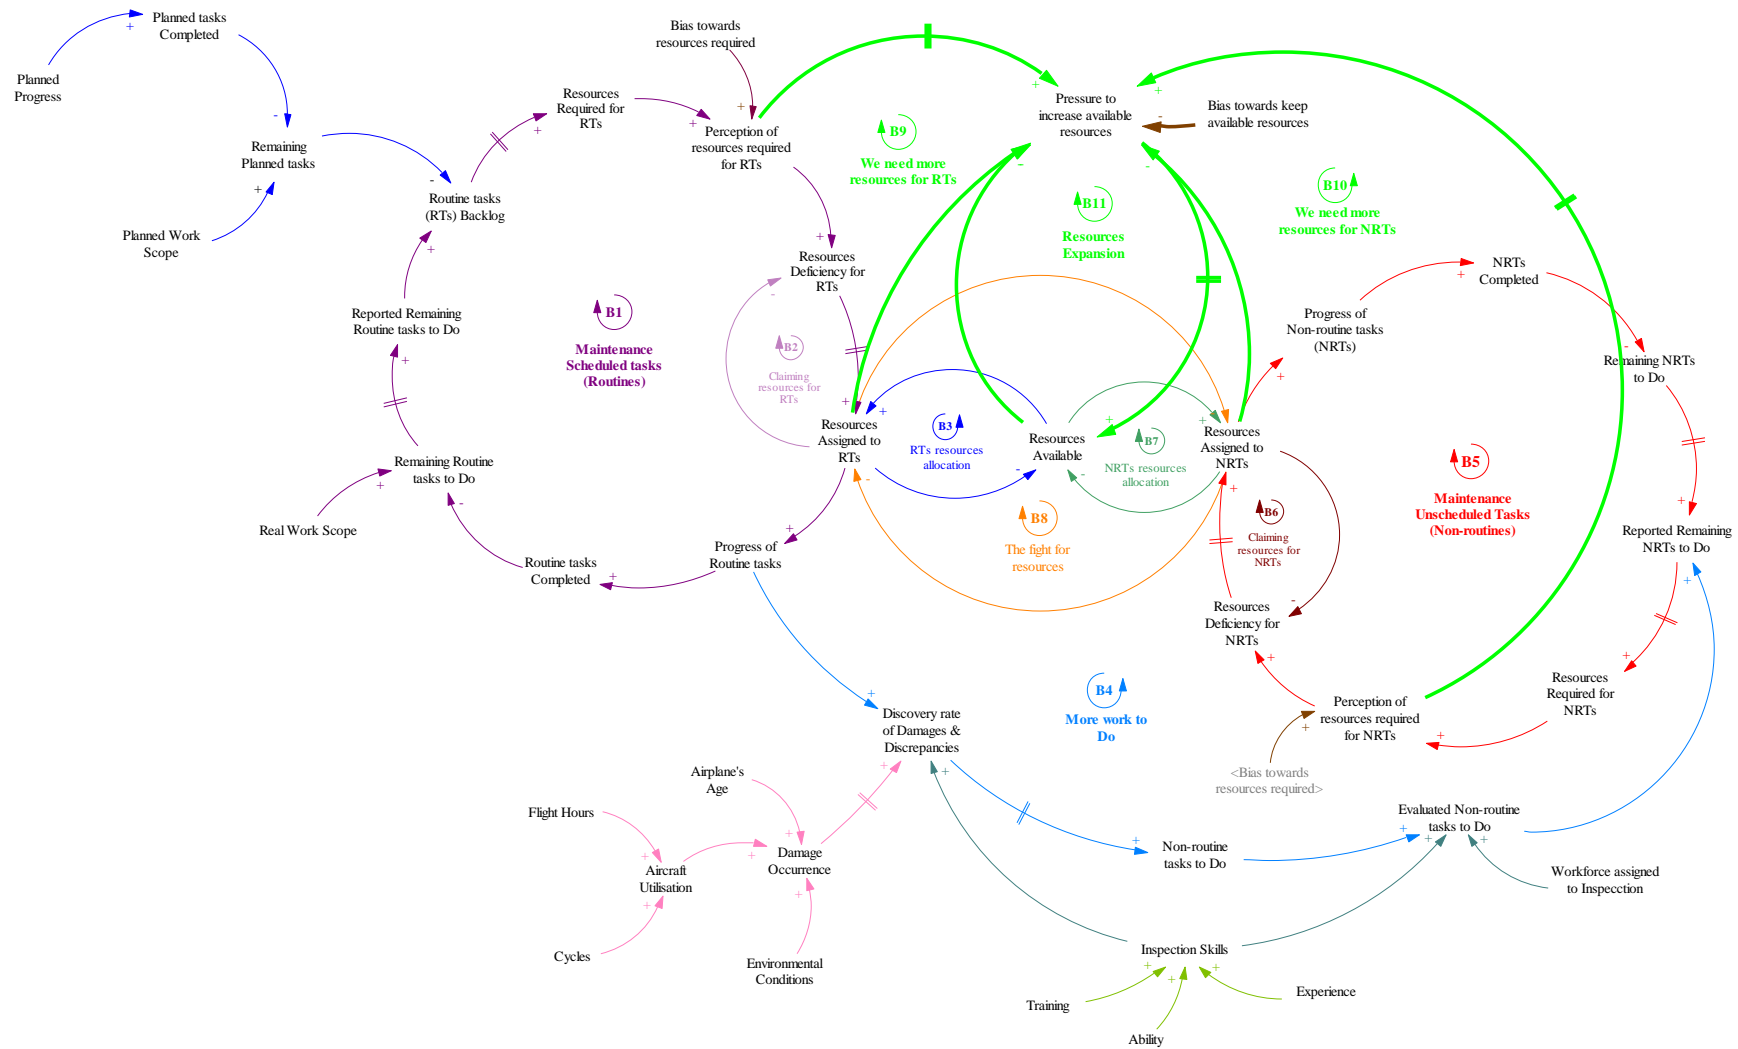 Planned tasks
Completed
Planned
Progress
Remaining
Planned tasks
Planned Work
Scope
Routine tasks
(RTs) Backlog
Resources
Required for
RTs
Bias towards
resources required
Perception of
resources required
for RTs
Pressure to
increase available
resources
Bias towards keep
available resources
B9
We need more
resources for RTs
B11
Resources
Expansion
B10
We need more
resources for NRTs
Resources
Deficiency for
RTs
Reported Remaining
Routine tasks to Do
B1
Maintenance
Scheduled tasks
(Routines)
B2
Claiming
resources for
RTs
Progress of
Non-routine tasks
(NRTs)
NRTs
Completed
Remaining NRTs
to Do
Resources
Assigned to
RTs
B3
RTs resources
allocation
Resources
Available
B7
NRTs resources
allocation
Resources
Assigned to
NRTs
B5
Maintenance
Unscheduled Tasks
(Non-routines)
Remaining Routine
tasks to Do
Real Work Scope
Routine tasks
Completed
Progress of
Routine tasks
B8
The fight for
resources
B6
Claiming
resources for
NRTs
Reported Remaining
NRTs to Do
Resources
Deficiency for
NRTs
B4
More work to
Do
Perception of
resources required
for NRTs
Resources
Required for
NRTs
<Bias towards
resources required>
Discovery rate
of Damages &
Discrepancies
Airplane's
Age
Flight Hours
Aircraft
Utilisation
Damage
Occurrence
Cycles
Environmental
Conditions
Non-routine
tasks to Do
Evaluated Non-routine
tasks to Do
Workforce assigned
to Inspecction
Inspection Skills
Training
Ability
Experience